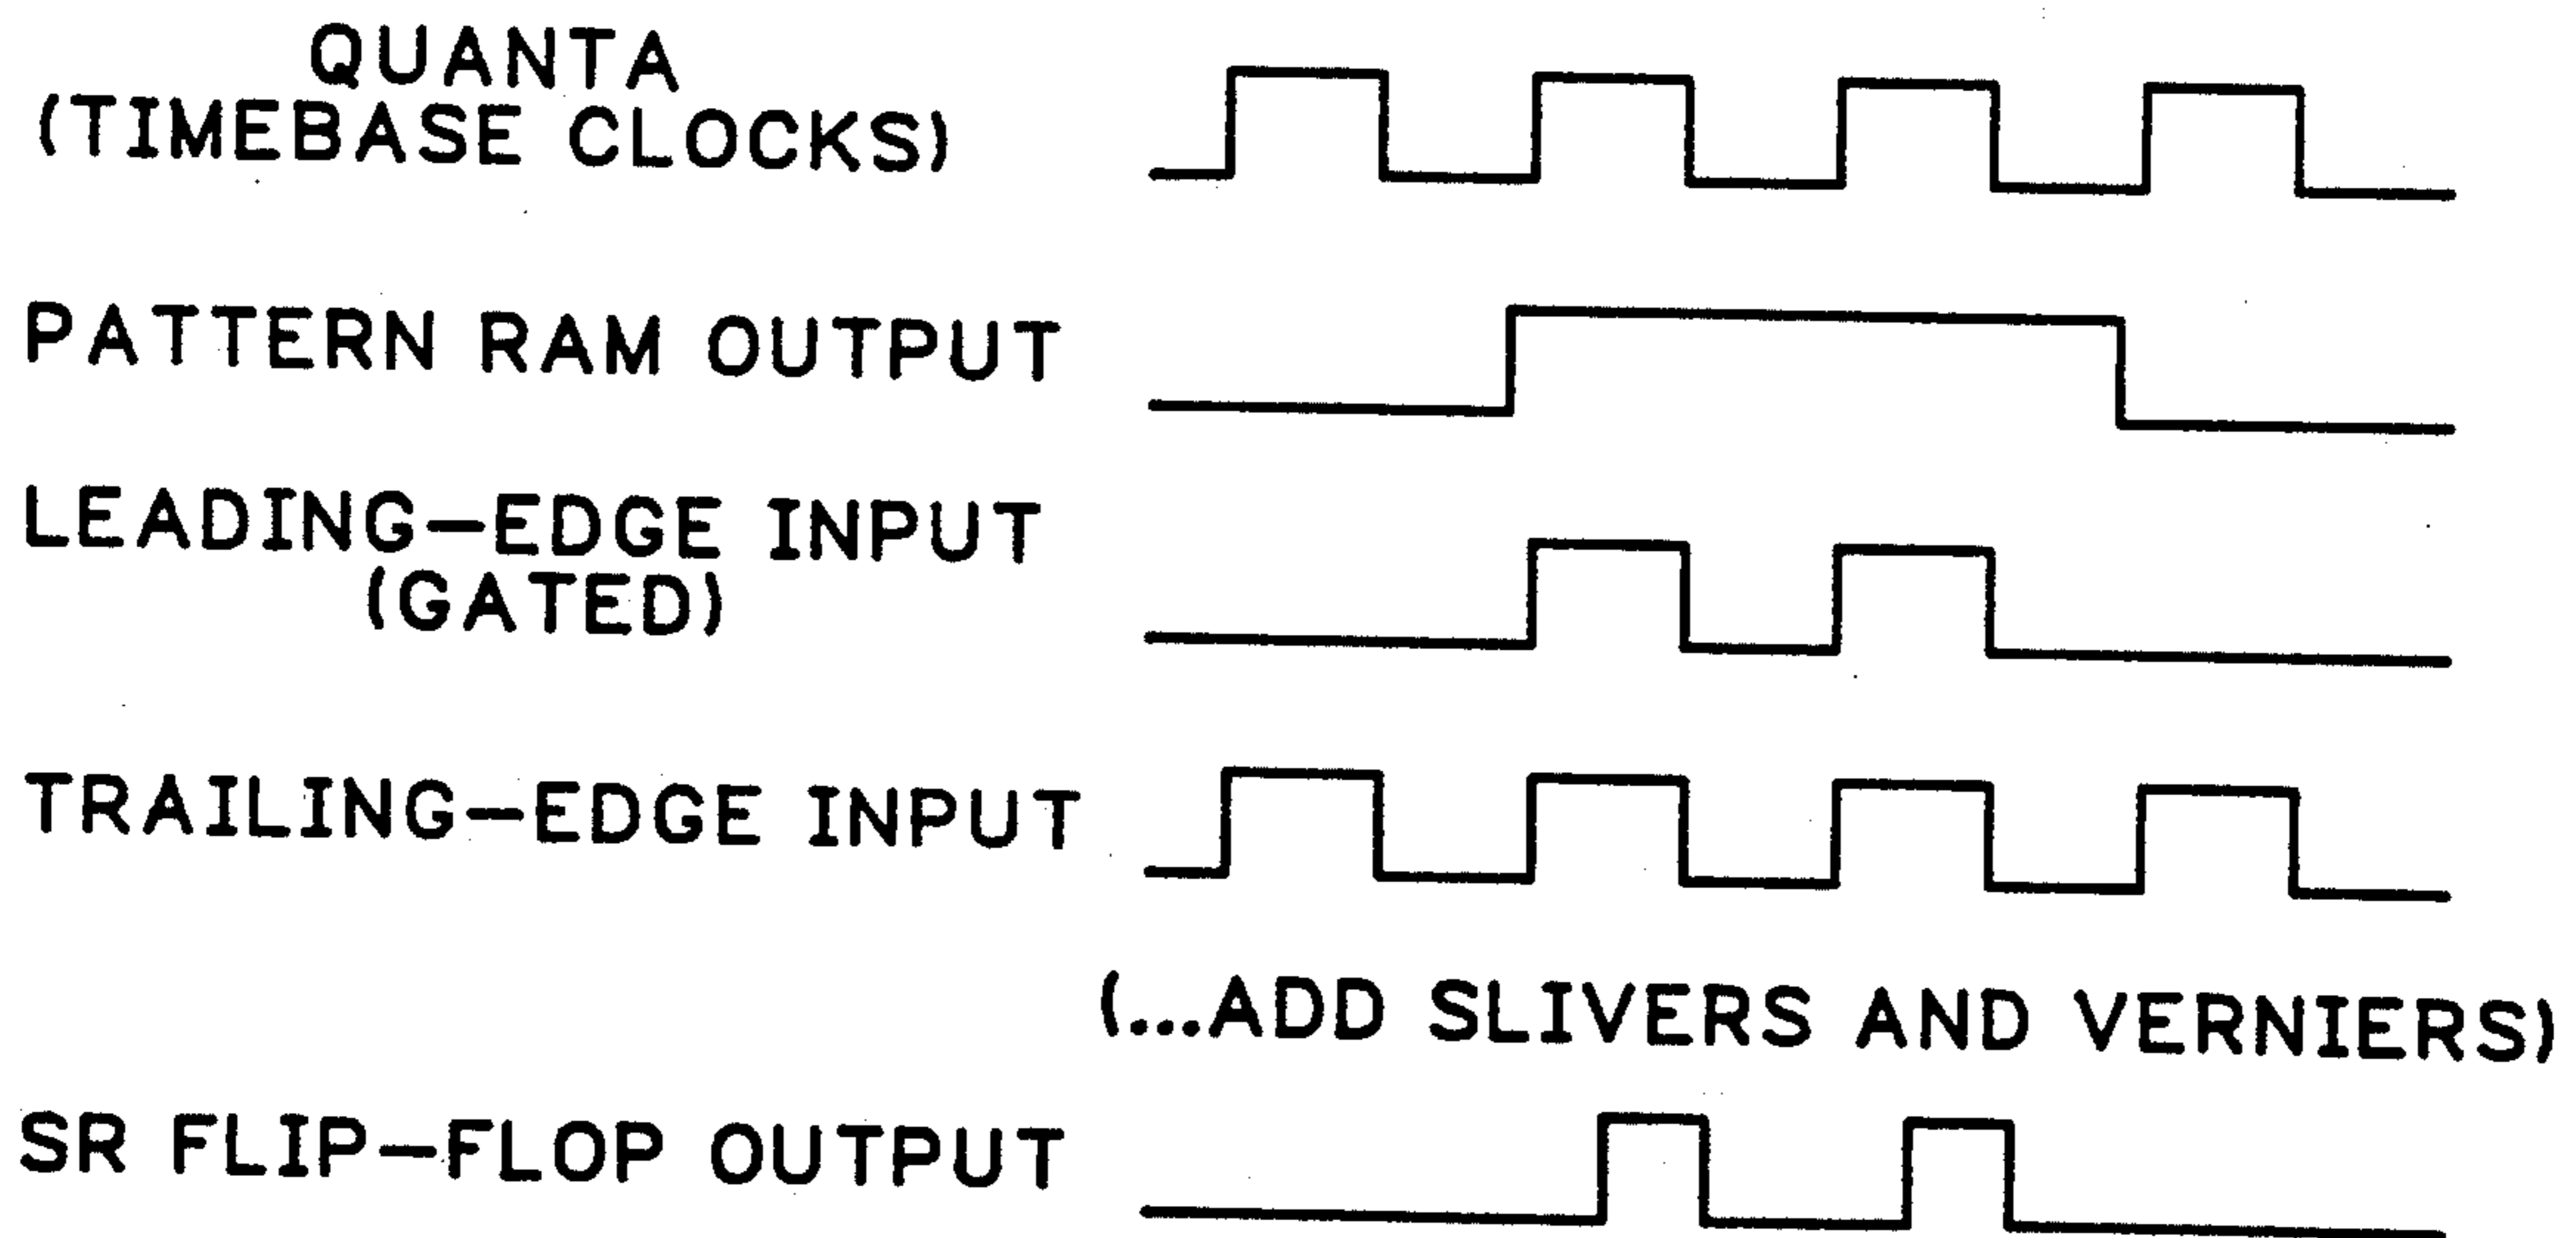 QUANTA
(TIMEBASE CLOCKS)
PATTERN RAM OUTPUT
LEADING-EDGE INPUT
(GATED)
TRAILING-EDGE INPUT
(...ADD SLIVERS AND VERNIERS)
SR FLIP-FLOP OUTPUT